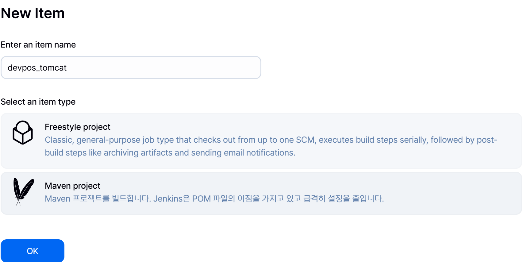 New Item
Enter an item name
devpos_tomcat
Select an item type
Freestyle project
Classic, general-purpose job type that checks out from up to one SCM, executes build steps serially, followed by post-
build steps like archiving artifacts and sending email notifications.
Maven project
Maven 프로젝트를 빌드합니다. Jenkins은 POM 파일의 이점을 가지고 있고 급격히 설정을 줄입니다.
OK